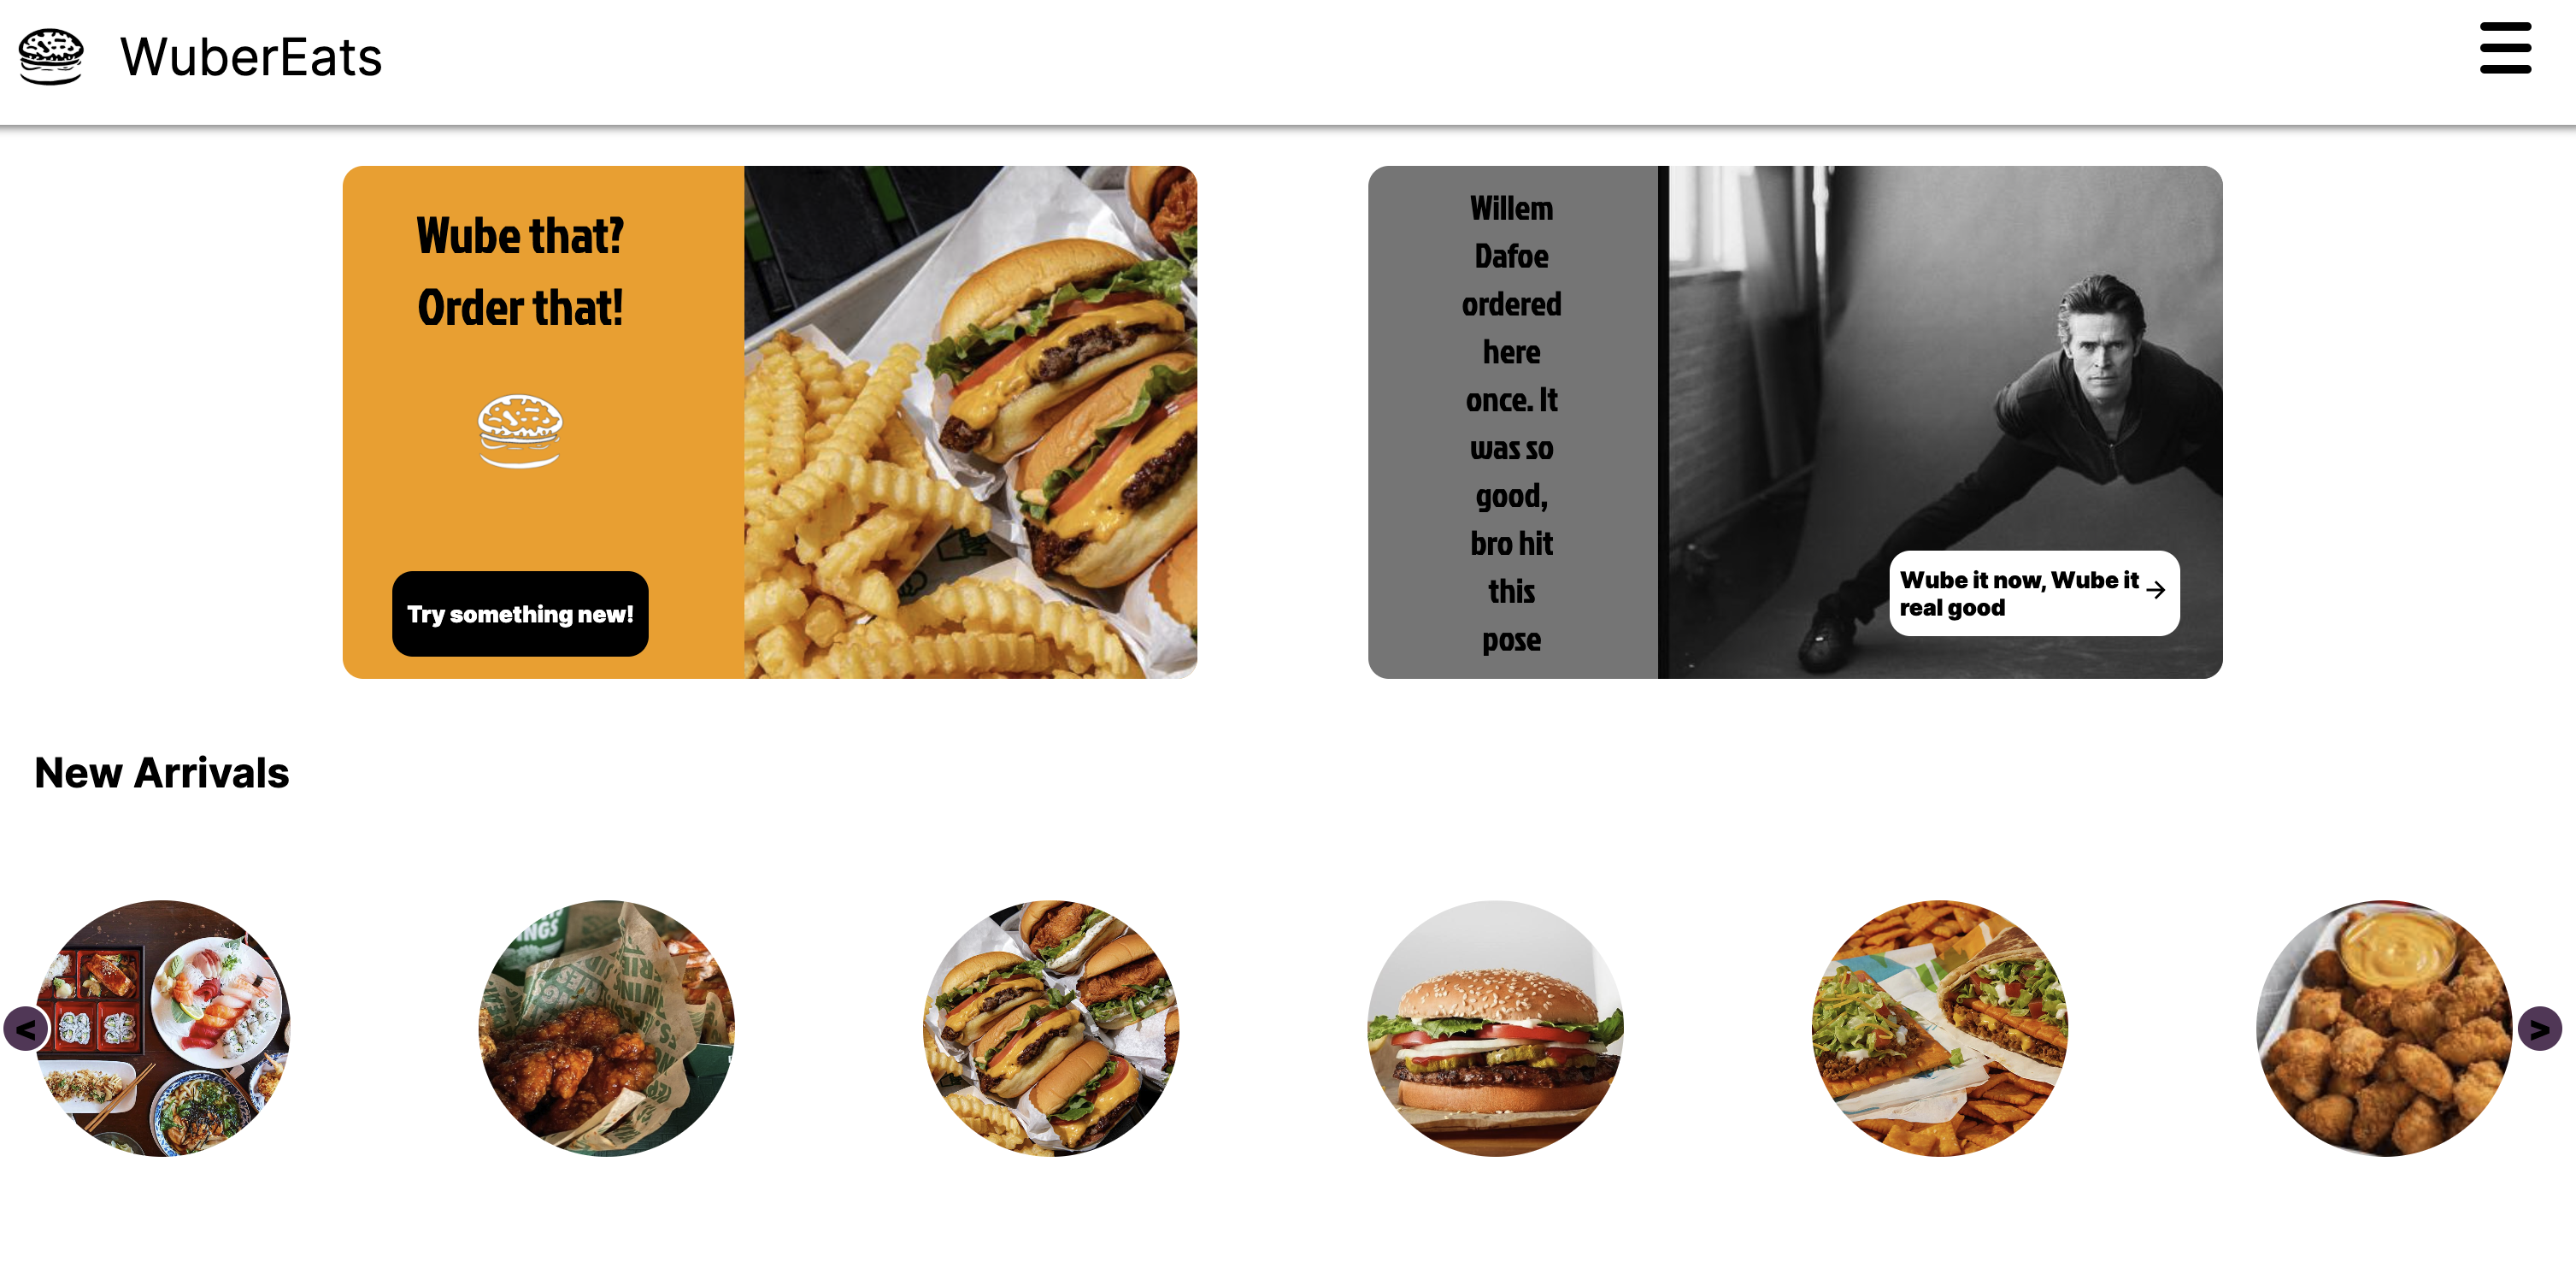 WuberEats
Wube that?
Order that!
Try something new!
Willem
Dafoe
ordered
here
once. It
was so
good,
bro hit
this
pose
Wube it now, Wube it
real good
New Arrivals
NGS
<
>